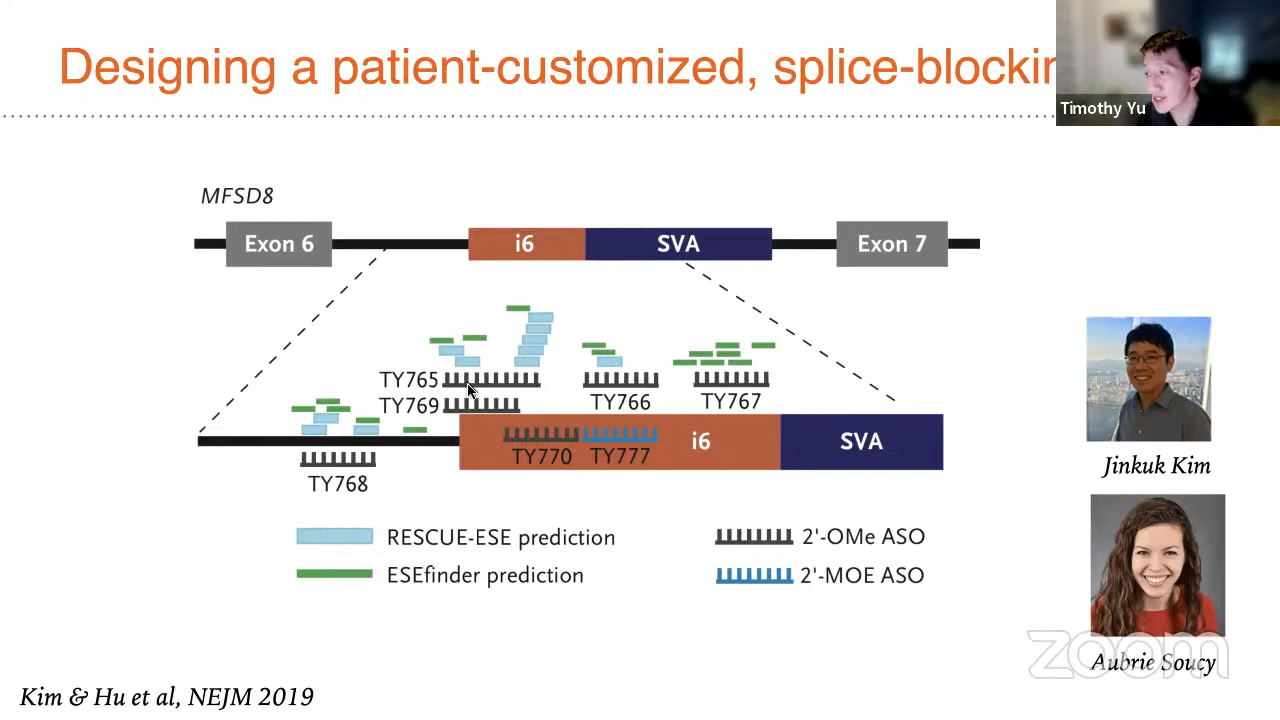 Designing a patient-customized, splice-blockin
Timothy Yu
MFSD8
Exon 6
i6
SVA
Exon 7
TY765
TY769
TY766
TY767
TY770
TY777
i6
SVA
TY768
RESCUE-ESE prediction
2'-OMe ASO
ESEfinder prediction
2'-MOE ASO
Jinkuk Kim
zoom
Aubrie Soucy
Kim & Hu et al, NEJM 2019